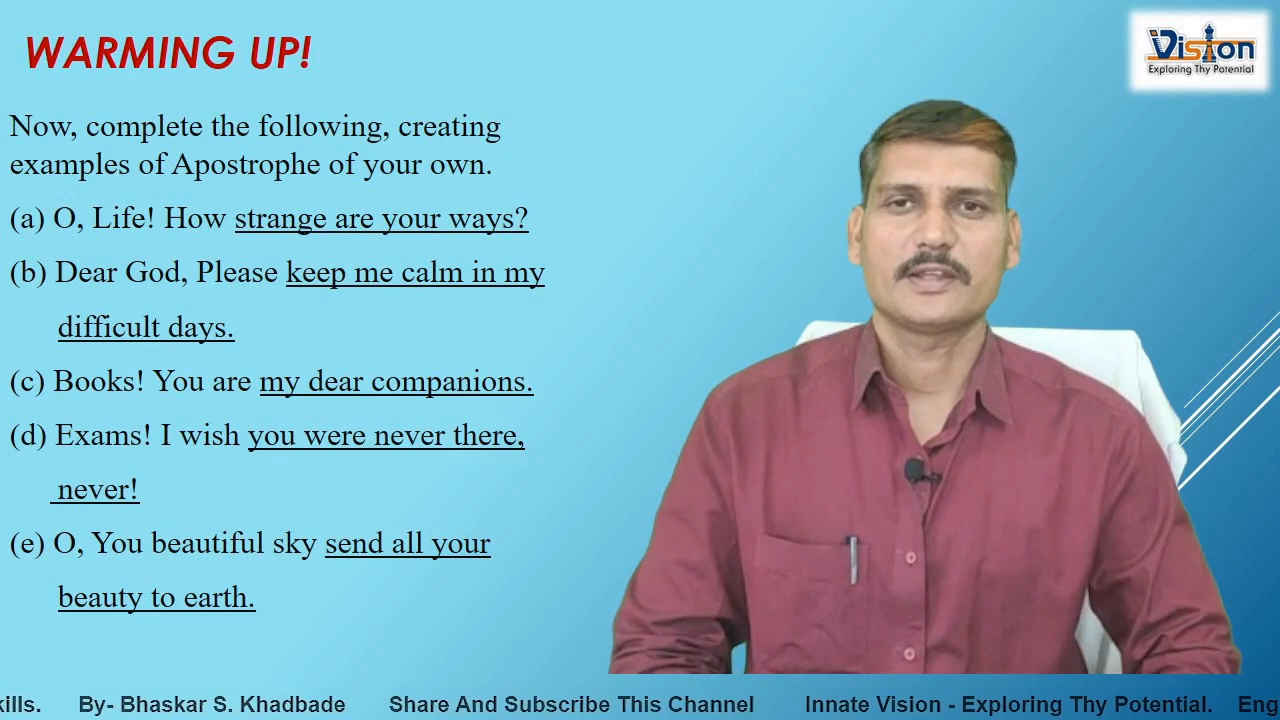 WARMING UP!
Vision
Exploring Thy Potential
Now, complete the following, creating
examples of Apostrophe of your own.
(a) O, Life! How strange are your ways?
(b) Dear God, Please keep me calm in my
difficult days.
(c) Books! You are my dear companions.
(d) Exams! I wish you were never there,
never!
(e) O, You beautiful sky send all your
beauty to earth.
kills. By- Bhaskar S. Khadbade Share And Subscribe This Channel Innate Vision - Exploring Thy Potential. Eng